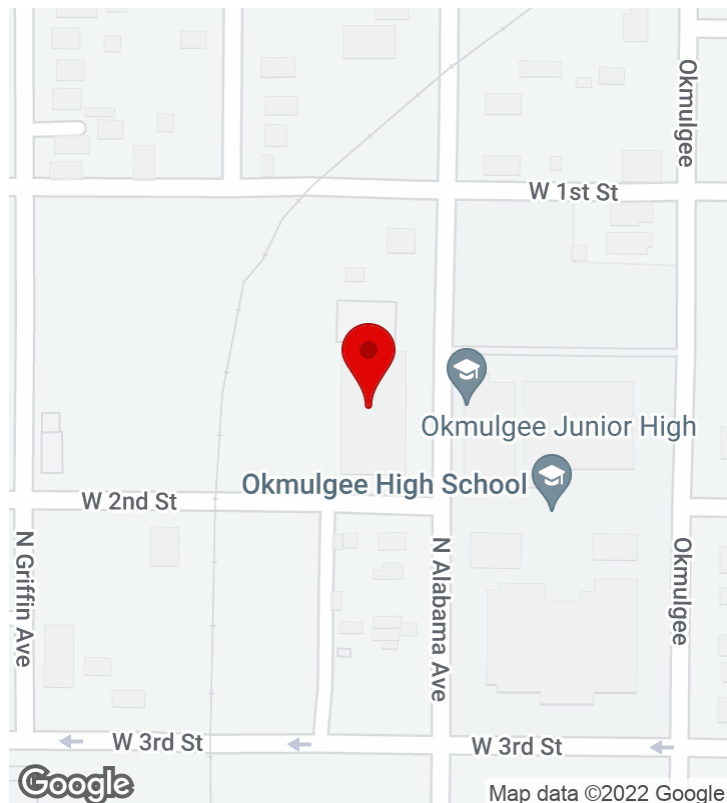 Okmulgee
W 1st St
Okmulgee Junior High
Okmulgee High School
W 2nd St
N Griffin Ave
N Alabama Ave
Okmulgee
W 3rd St
W 3rd St
Google
Map data ©2022 Google